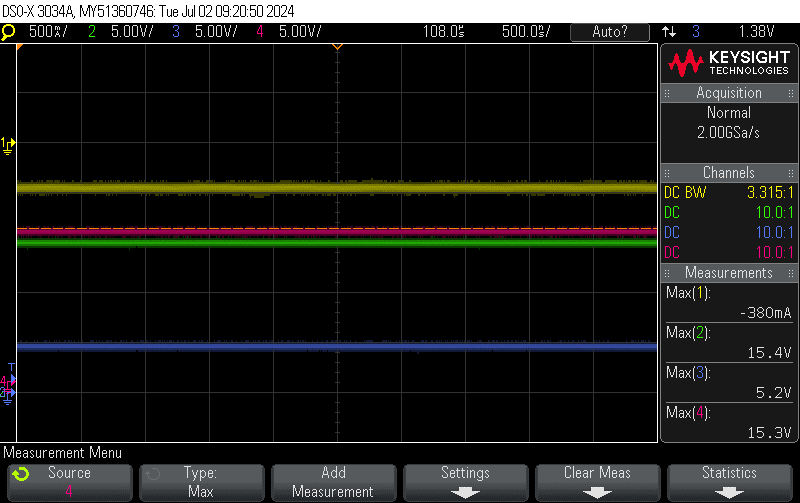 DSO-X 3034A, MY51360746: Tue Jul 02 09:20:50 2024
500%/ 2 5.00V/ 3 5.00V/ 4 5.00V/ 108.0s 500.0s/ Auto? 3 1.38V
KEYSIGHT
TECHNOLOGIES
Acquisition
Normal
2.00GSa/s
Channels
DC BW 3.315:1
DC 10.0:1
DC 10.0:1
DC 10.0:1
Measurements
Max(1):
-380mA
Max(2):
15.4V
Max(3):
5.2V
Max(4):
15.3V
1
T
4
2
Measurement Menu
Source
4
Type:
Max
Add
Measurement
Settings
Clear Meas
Statistics